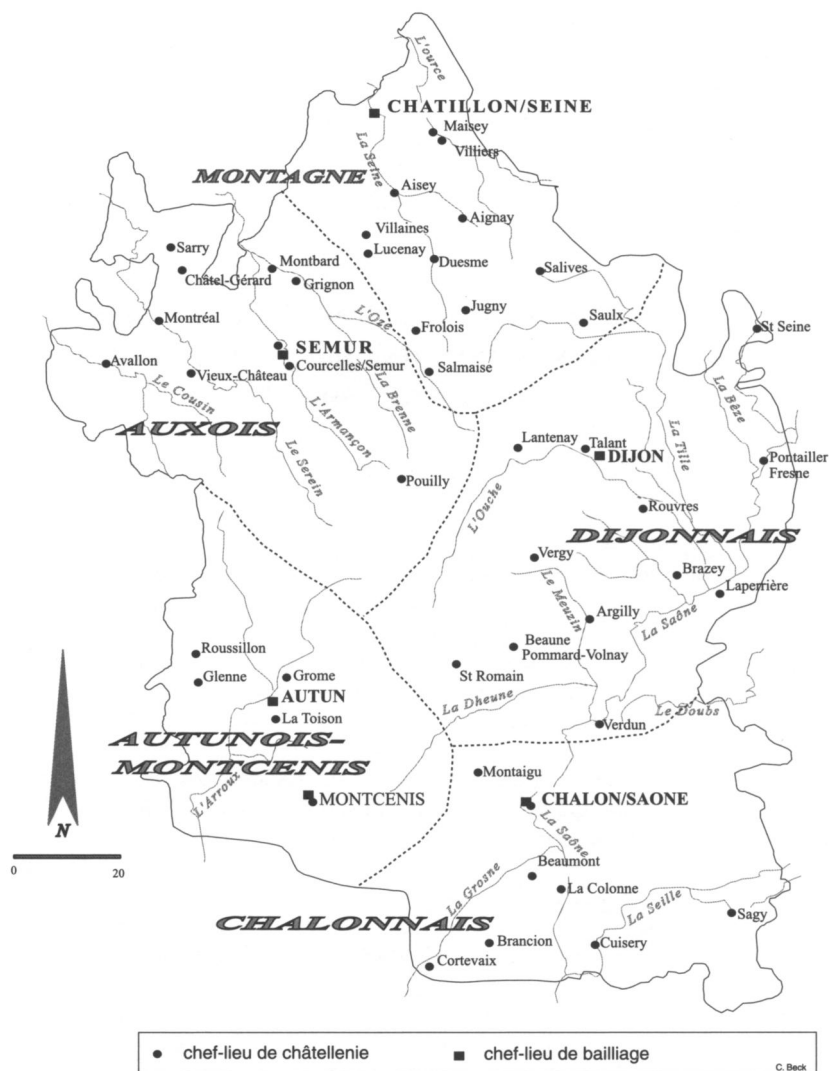 L'ource
CHATILLON/SEINE
Maisey
Villiers
La Seine
MONTAGNE
Aisey
Aignay
Villaines
Lucenay
Duesme
Sarry
Montbard
Châtel-Gérard
Grignon
Salives
Jugny
Montréal
L'Oze
Frolois
Saulx
St Seine
SEMUR
Courcelles/Semur
Salmaise
Avallon
Vieux-Château
Le Cousin
La Brenne
La Bêze
L'Armançon
AUXOIS
Le Serein
La Tille
Lantenay
Talant
DIJON
Pontailler
Fresne
Pouilly
L'Ouche
Rouvres
DIJONNAIS
Vergy
Le Meuzin
Brazey
Laperrière
Argilly
La Saône
Beaune
Pommard-Volnay
St Romain
Roussillon
Glenne
Grome
AUTUN
La Toison
La Dheune
Le Doubs
Verdun
AUTUNOIS-
MONTCENIS
L'Arroux
MONTCENIS
Montaigu
CHALON/SAONE
La Saône
N
0 20
Beaumont
La Colonne
La Grosne
La Seille
Sagy
CHALONNAIS
Brancion
Cuisery
Cortevaix
chef-lieu de châtellenie
chef-lieu de bailliage
C. Beck